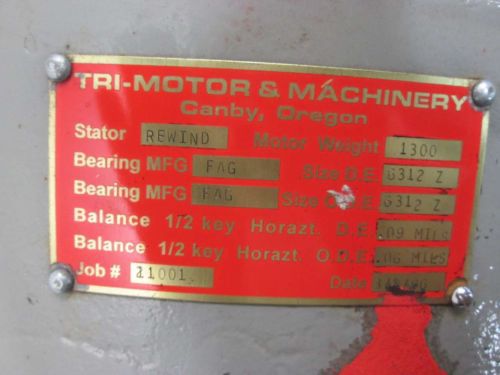 TRI-MOTOR & MACHINERY
Canby, Oregon
Stator REWIND Motor Weight 1300
Bearing MFG FAG Size D.E. 6312 Z
Bearing MFG FAG Size O.D.E. 6312 Z
Balance 1/2 key Horazt. D.E. .09 MILS
Balance 1/2 key Horazt. O.D.E. .06 MILS
Job # 11001 Date